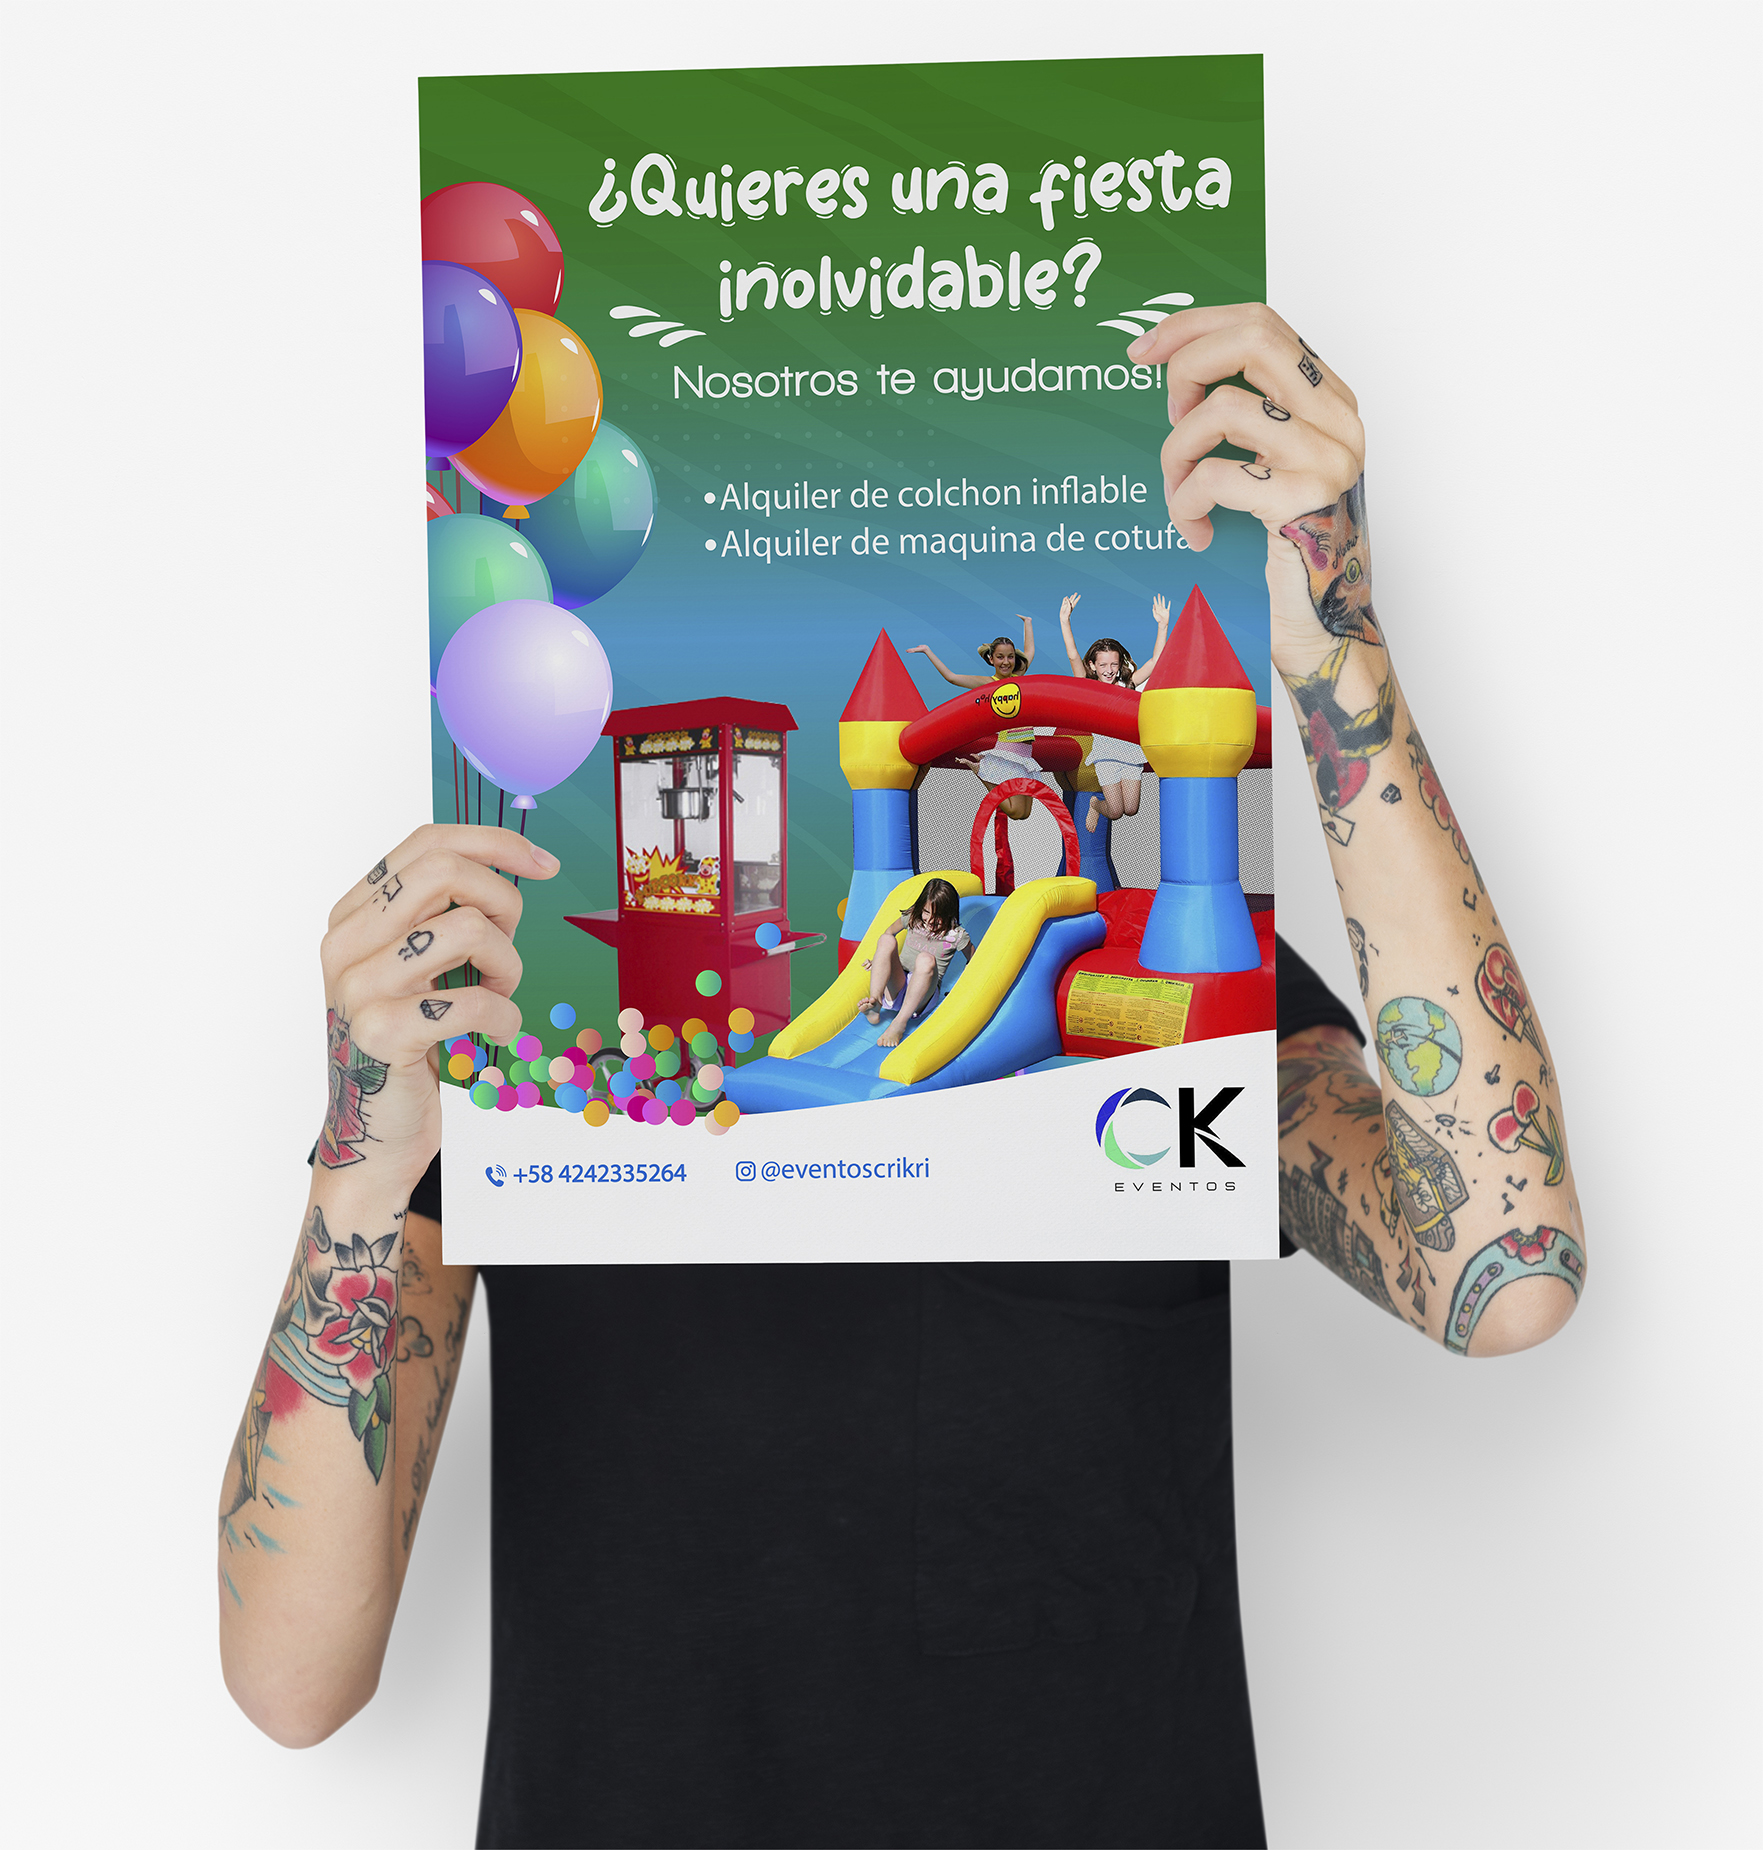 ¿Quieres una fiesta
inolvidable?
Nosotros te ayudamos!
•Alquiler de colchon inflable
•Alquiler de maquina de cotufa
happy
+58 4242335264
@eventoscrikri
CK
EVENTOS